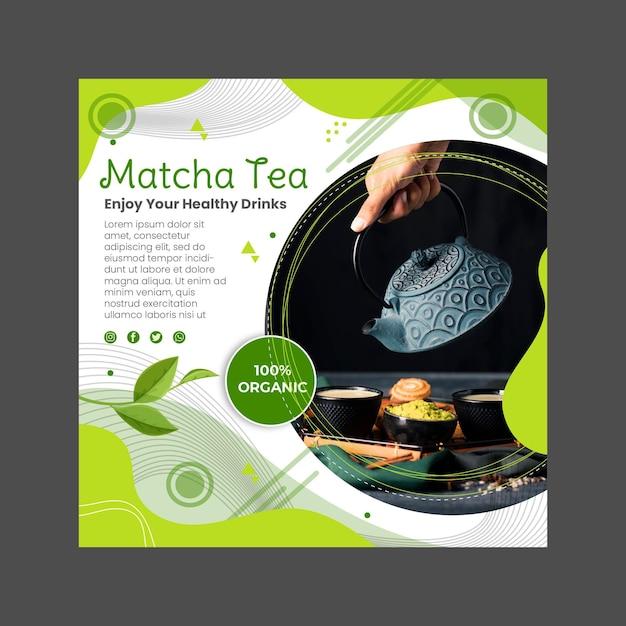 Matcha Tea
Enjoy Your Healthy Drinks
Lorem ipsum dolor sit
amet, consectetur
adipiscing elit, sed do
eiusmod tempor
incididunt ut labore et
dolore magna aliqua. Ut
enim ad minim veniam,
quis nostrud exercitation
ullamco laboris nisi ut
100%
ORGANIC